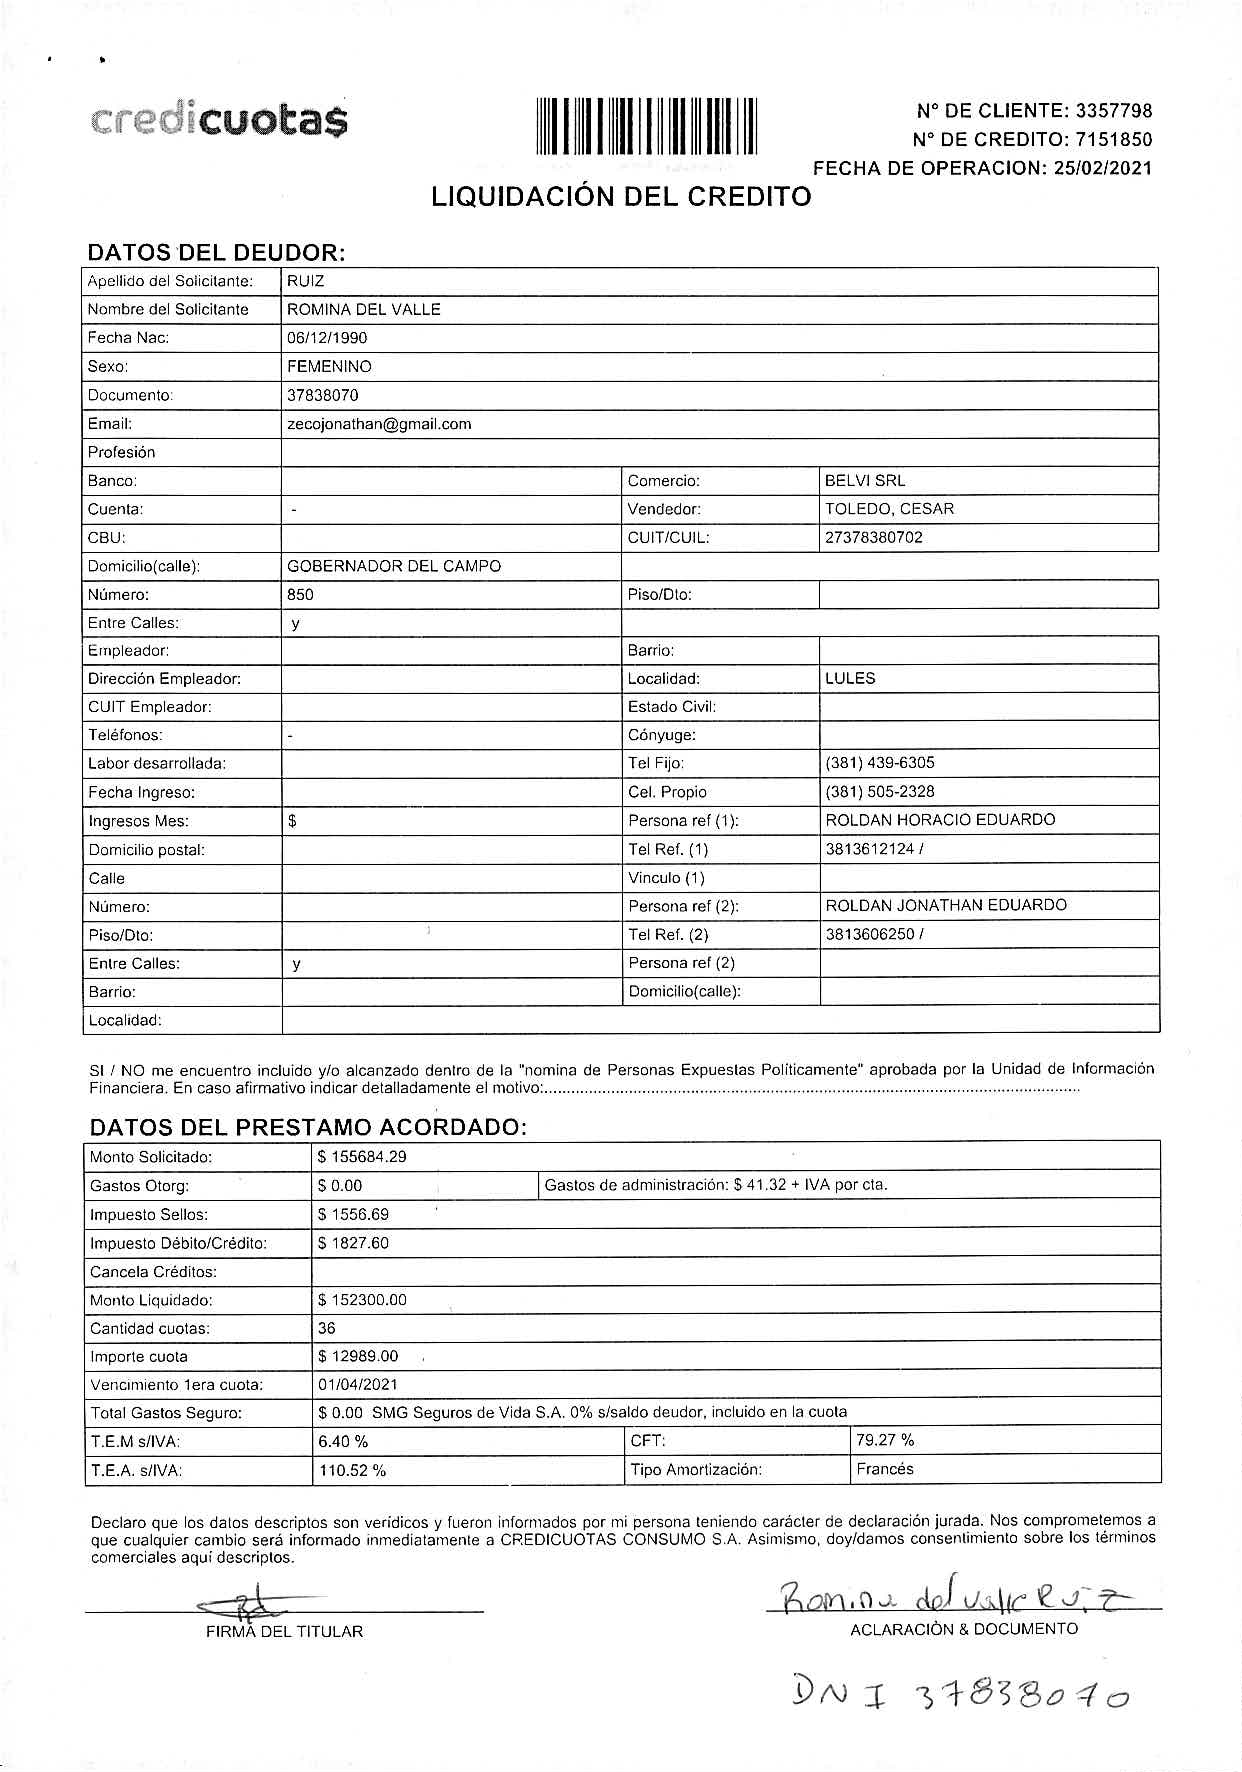 credicuotas
N° DE CLIENTE: 3357798
N° DE CREDITO: 7151850
FECHA DE OPERACION: 25/02/2021
LIQUIDACIÓN DEL CREDITO
DATOS DEL DEUDOR:
Apellido del Solicitante: RUIZ
Nombre del Solicitante ROMINA DEL VALLE
Fecha Nac: 06/12/1990
Sexo: FEMENINO
Documento: 37838070
Email: zecojonathan@gmail.com
Profesión
Banco: Comercio: BELVI SRL
Cuenta: - Vendedor: TOLEDO, CESAR
CBU: CUIT/CUIL: 27378380702
Domicilio(calle): GOBERNADOR DEL CAMPO
Número: 850 Piso/Dto:
Entre Calles: y
Empleador: Barrio:
Dirección Empleador: Localidad: LULES
CUIT Empleador: Estado Civil:
Teléfonos: - Cónyuge:
Labor desarrollada: Tel Fijo: (381) 439-6305
Fecha Ingreso: Cel. Propio (381) 505-2328
Ingresos Mes: $ Persona ref (1): ROLDAN HORACIO EDUARDO
Domicilio postal: Tel Ref. (1) 3813612124 /
Calle Vinculo (1)
Número: Persona ref (2): ROLDAN JONATHAN EDUARDO
Piso/Dto: Tel Ref. (2) 3813606250 /
Entre Calles: y Persona ref (2)
Barrio: Domicilio(calle):
Localidad:
SI / NO me encuentro incluido y/o alcanzado dentro de la "nomina de Personas Expuestas Políticamente" aprobada por la Unidad de Información
Financiera. En caso afirmativo indicar detalladamente el motivo:..........
DATOS DEL PRESTAMO ACORDADO:
Monto Solicitado: $ 155684.29
Gastos Otorg: $ 0.00 Gastos de administración: $ 41.32 + IVA por cta.
Impuesto Sellos: $ 1556.69
Impuesto Débito/Crédito: $ 1827.60
Cancela Créditos:
Monto Liquidado: $ 152300.00
Cantidad cuotas: 36
Importe cuota $ 12989.00
Vencimiento 1era cuota: 01/04/2021
Total Gastos Seguro: $ 0.00 SMG Seguros de Vida S.A. 0% s/saldo deudor, incluido en la cuota
T.E.M s/IVA: 6.40 % CFT: 79.27 %
T.E.A. s/IVA: 110.52 % Tipo Amortización: Francés
Declaro que los datos descriptos son verídicos y fueron informados por mi persona teniendo carácter de declaración jurada. Nos comprometemos a
que cualquier cambio será informado inmediatamente a CREDICUOTAS CONSUMO S.A. Asimismo, doy/damos consentimiento sobre los términos
comerciales aquí descriptos.
Romina del Valle Ruiz
FIRMA DEL TITULAR ACLARACIÓN & DOCUMENTO
DNI 37838070